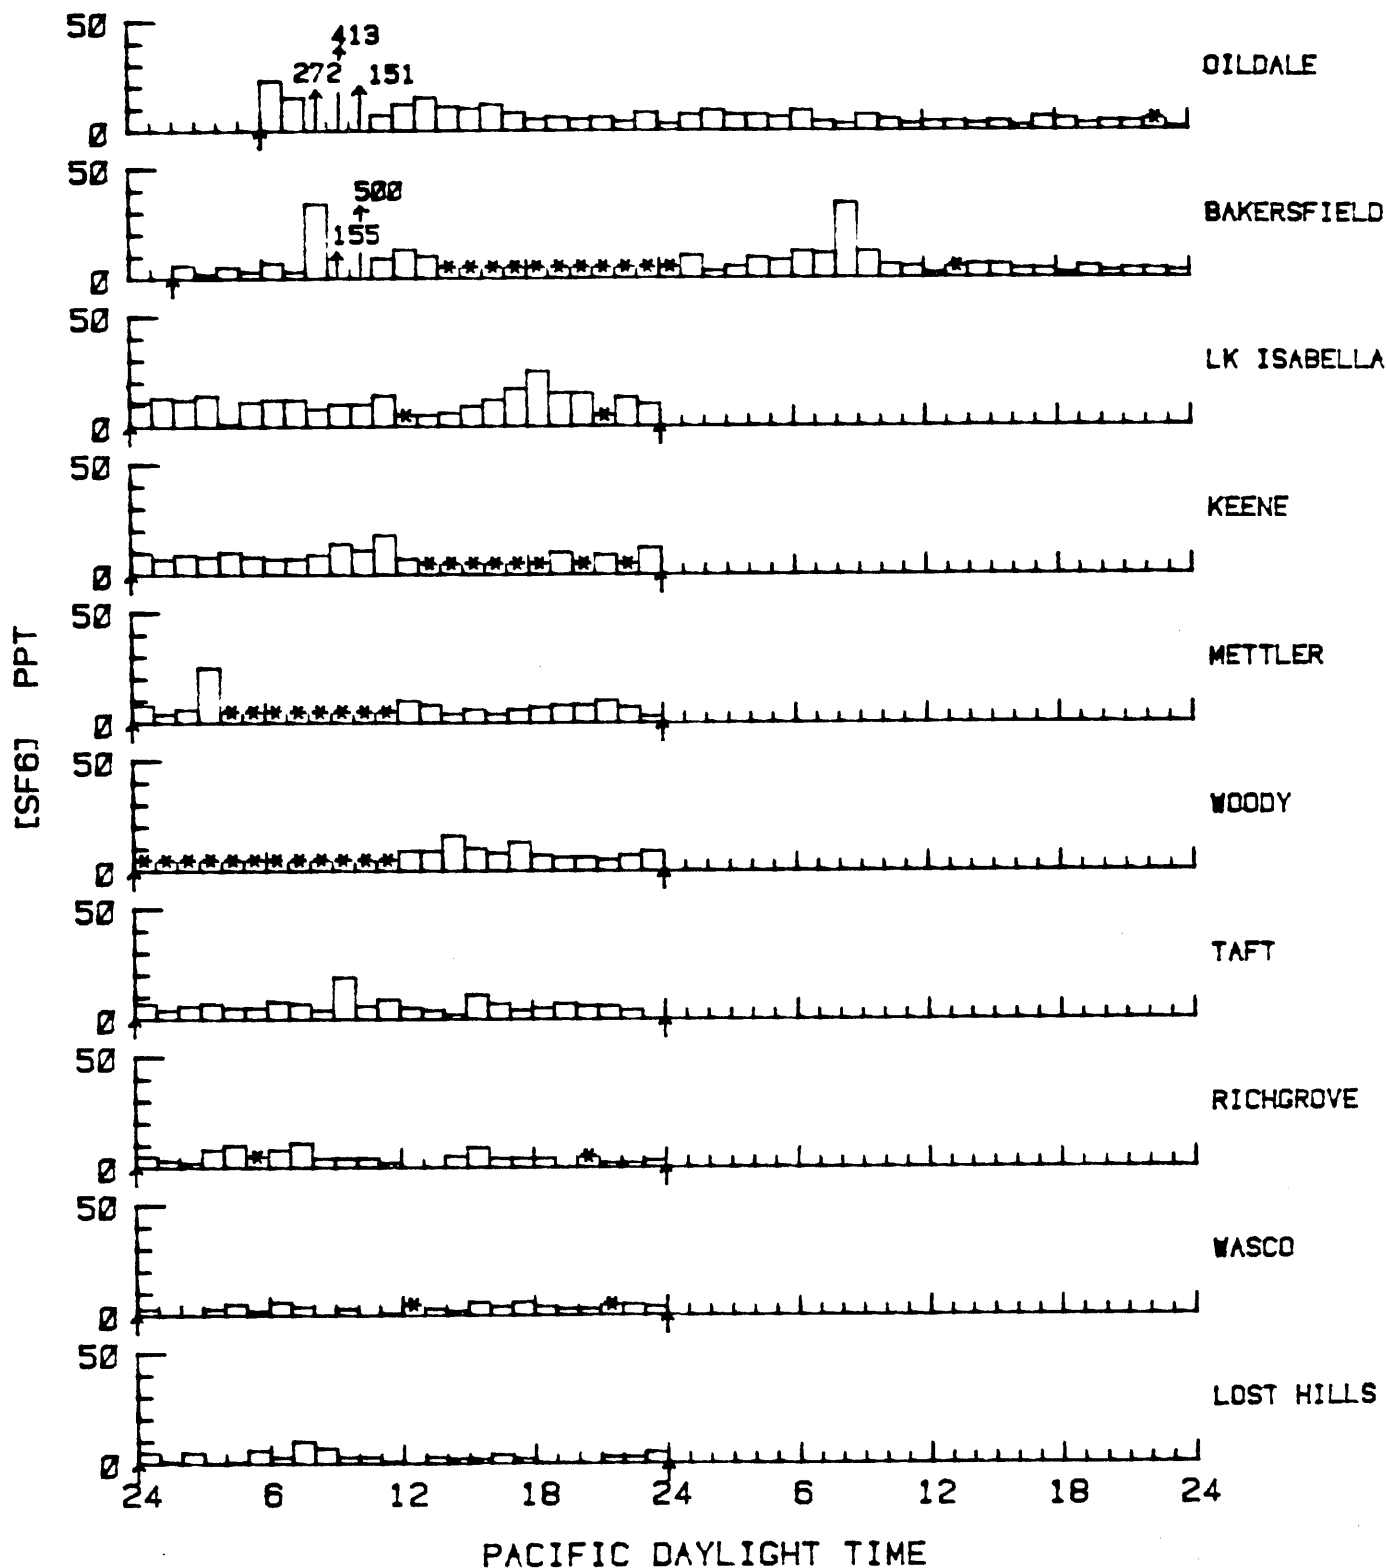 50
413
272
151
OILDALE
0
50
500
155
BAKERSFIELD
0
50
LK ISABELLA
0
50
KEENE
0
50
METTLER
0
[SF6] PPT
50
WOODY
0
50
TAFT
0
50
RICHGROVE
0
50
WASCO
0
50
LOST HILLS
0
24 6 12 18 24 6 12 18 24
PACIFIC DAYLIGHT TIME